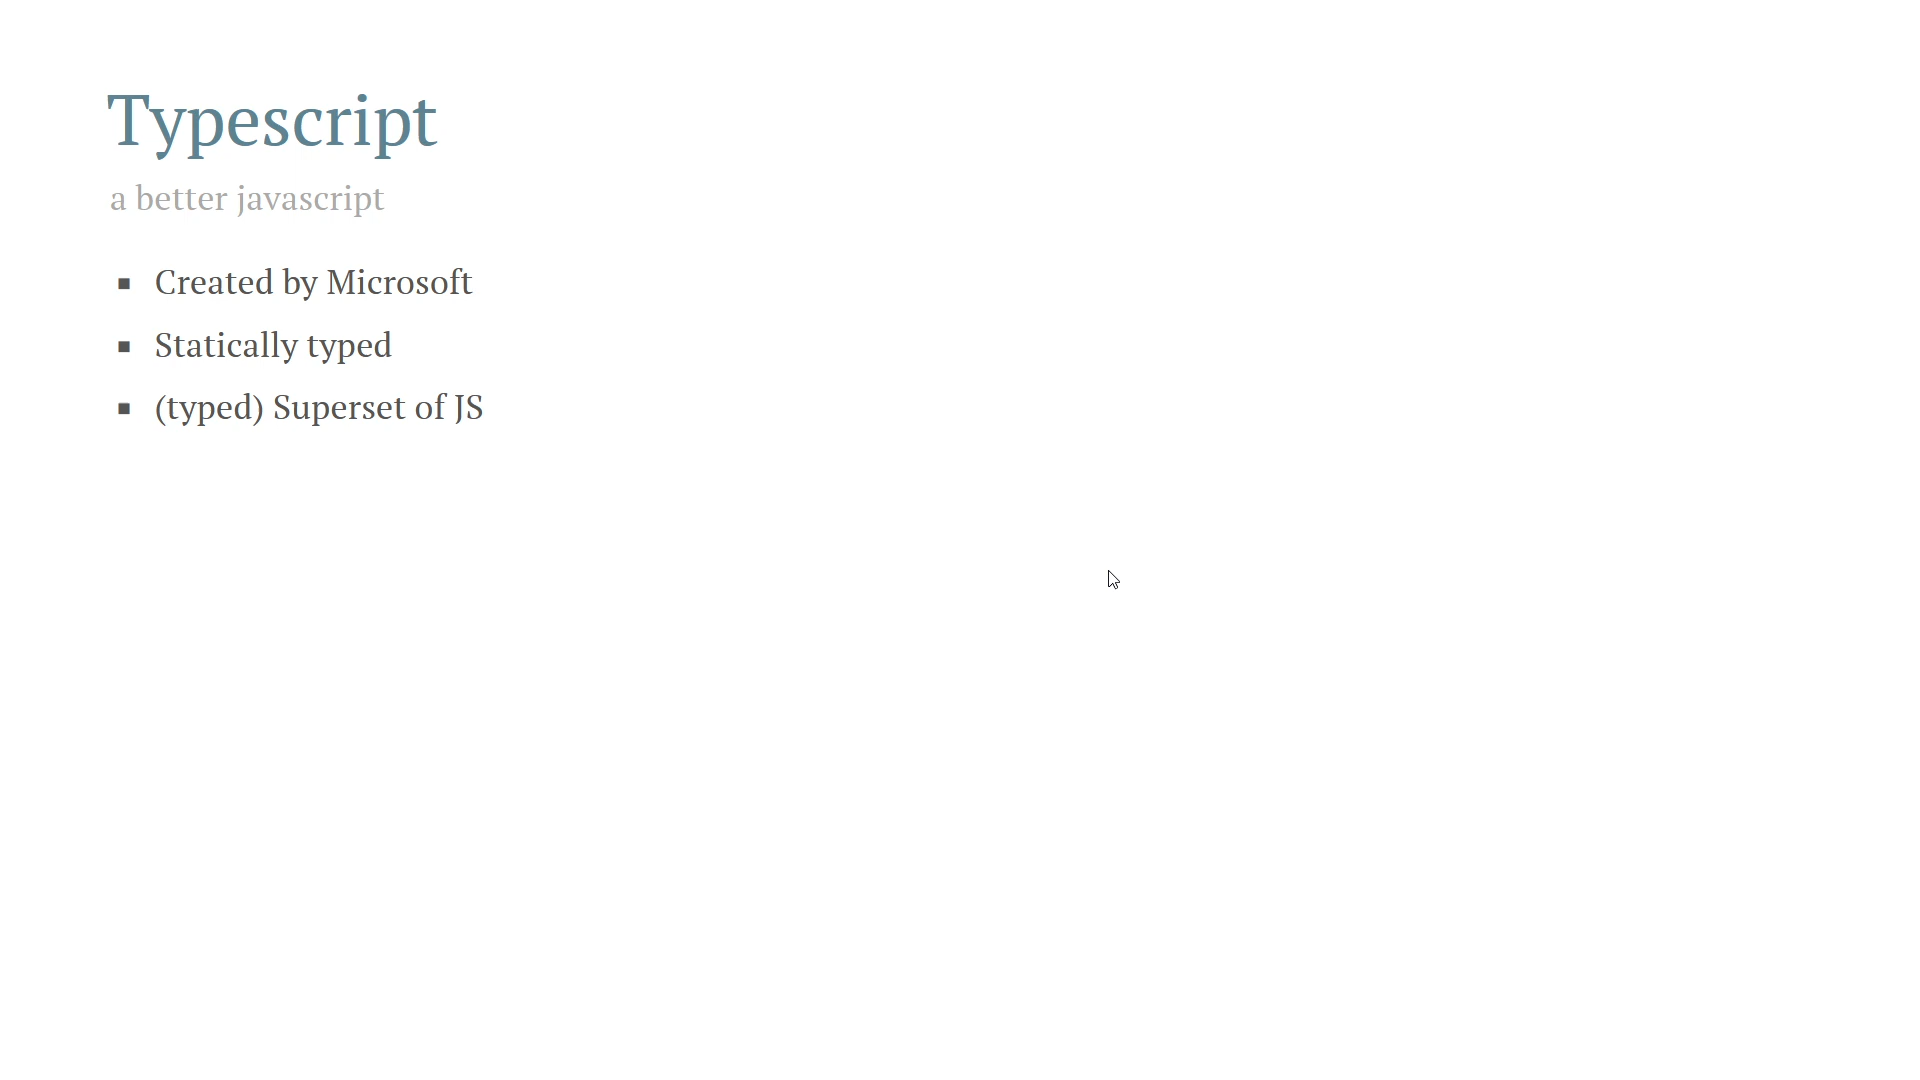 Typescript
a better javascript
▪ Created by Microsoft
▪ Statically typed
▪ (typed) Superset of JS